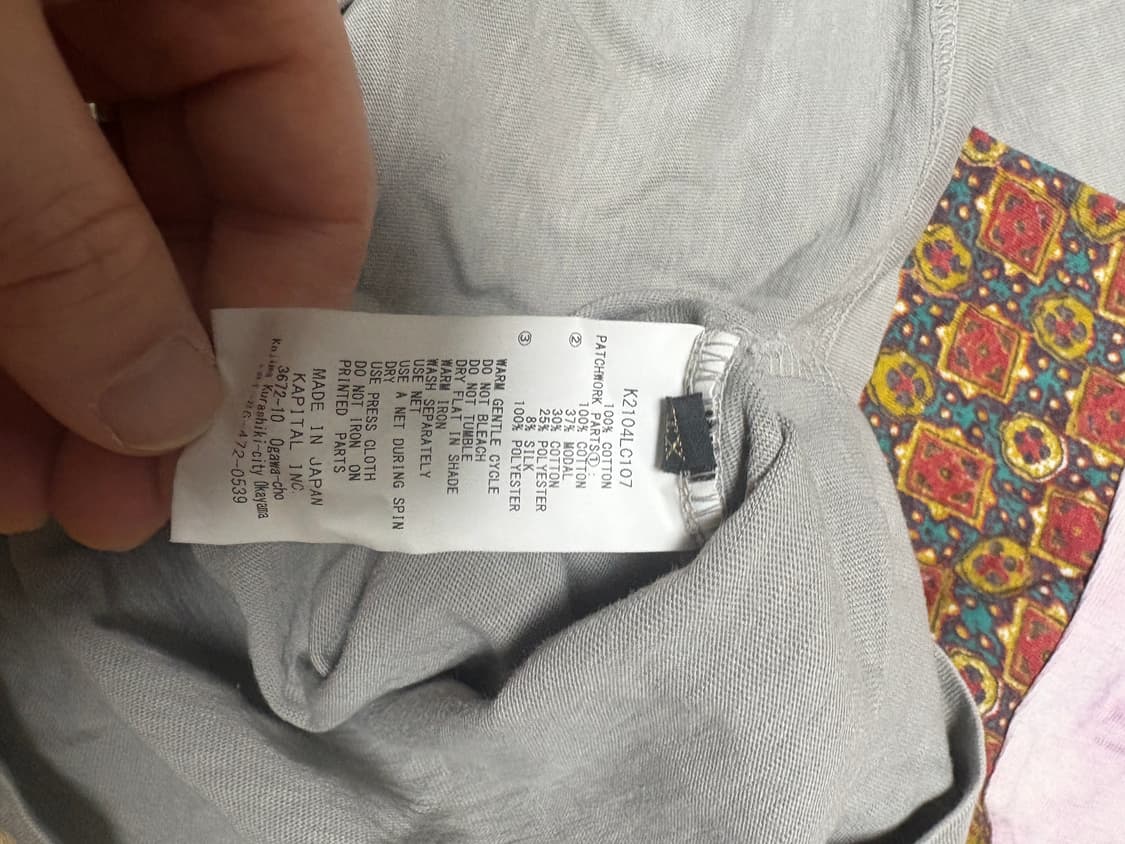 K2104LC107
100% COTTON
PATCHWORK PARTS①:
100% COTTON
② 37% MODAL
30% COTTON
25% POLYESTER
8% SILK
③ 100% POLYESTER
WARM GENTLE CYCLE
DO NOT BLEACH
DO NOT TUMBLE
DRY FLAT IN SHADE
WARM IRON
WASH SEPARATELY
USE NET
USE A NET DURING SPIN
DRY
USE PRESS CLOTH
DO NOT IRON ON
PRINTED PARTS
MADE IN JAPAN
KAPITAL INC
3672-10 Ogawa-cho
Kojima Kurashiki-city Okayama
472-0539